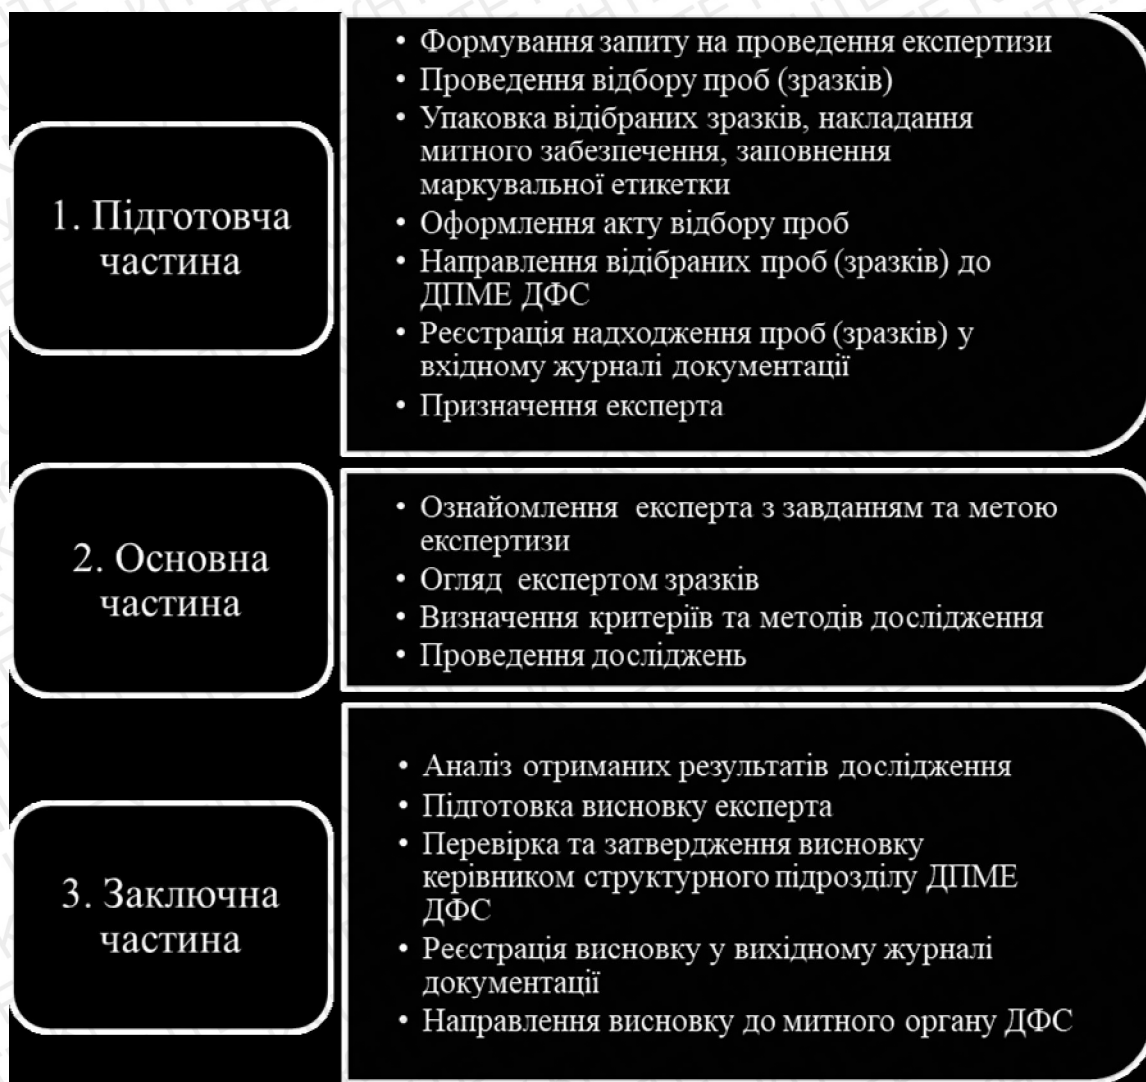 1. Підготовча
частина
• Формування запиту на проведення експертизи
• Проведення відбору проб (зразків)
• Упаковка відібраних зразків, накладання
митного забезпечення, заповнення
маркувальної етикетки
• Оформлення акту відбору проб
• Направлення відібраних проб (зразків) до
ДПМЕ ДФС
• Реєстрація надходження проб (зразків) у
вхідному журналі документації
• Призначення експерта
2. Основна
частина
• Ознайомлення експерта з завданням та метою
експертизи
• Огляд експертом зразків
• Визначення критеріїв та методів дослідження
• Проведення досліджень
3. Заключна
частина
• Аналіз отриманих результатів дослідження
• Підготовка висновку експерта
• Перевірка та затвердження висновку
керівником структурного підрозділу ДПМЕ
ДФС
• Реєстрація висновку у вихідному журналі
документації
• Направлення висновку до митного органу ДФС